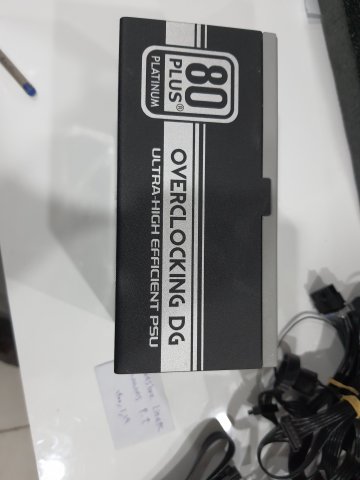 80
PLUS®
PLATINUM
OVERCLOCKING DG
ULTRA-HIGH EFFICIENT PSU